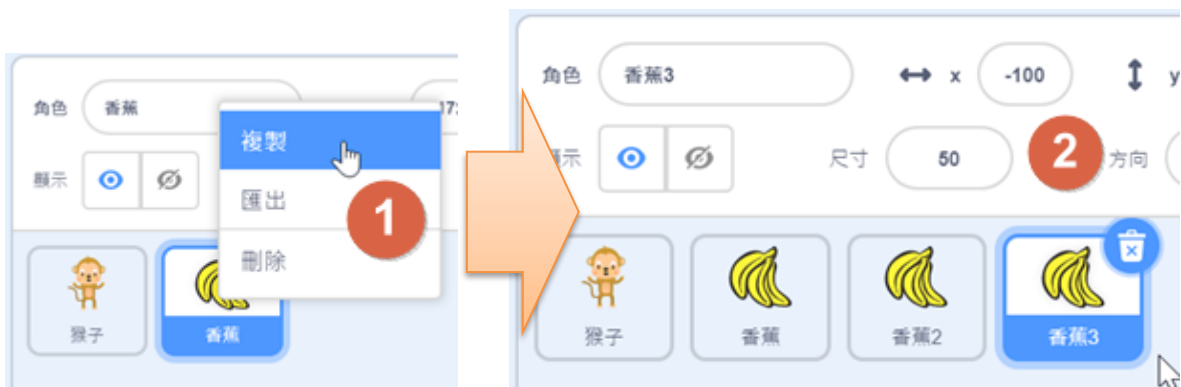 角色 香蕉
複製
顯示
匯出
1
刪除
猴子 香蕉
角色 香蕉3 x -100 y
尺寸 50 2 方向
猴子 香蕉 香蕉2 香蕉3